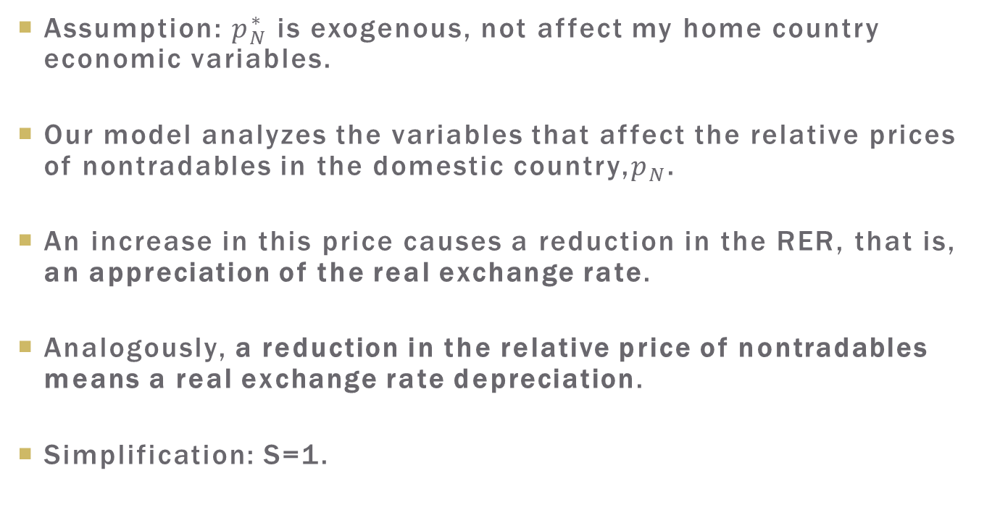 ▪ Assumption: p*_N is exogenous, not affect my home country
economic variables.
▪ Our model analyzes the variables that affect the relative prices
of nontradables in the domestic country,p_N.
▪ An increase in this price causes a reduction in the RER, that is,
an appreciation of the real exchange rate.
▪ Analogously, a reduction in the relative price of nontradables
means a real exchange rate depreciation.
▪ Simplification: S=1.